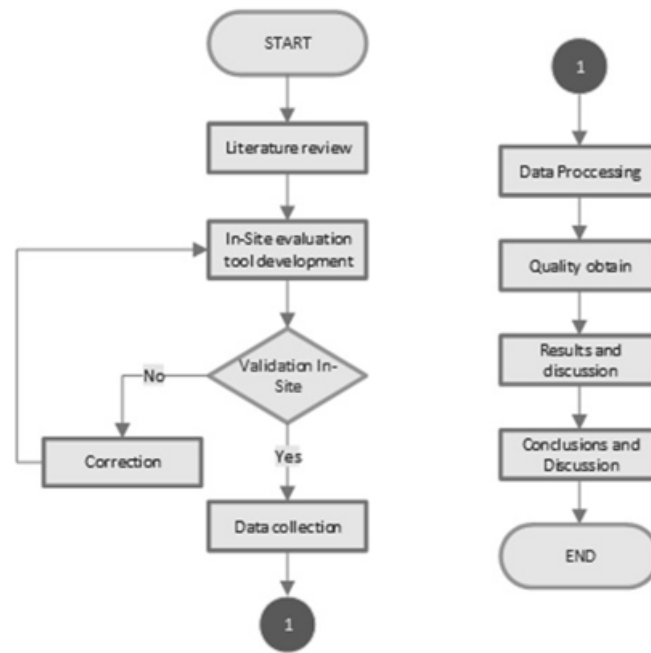 START
Literature review
In-Site evaluation
tool development
Validation In-
Site
No
Correction
Yes
Data collection
1
1
Data Proccessing
Quality obtain
Results and
discussion
Conclusions and
Discussion
END